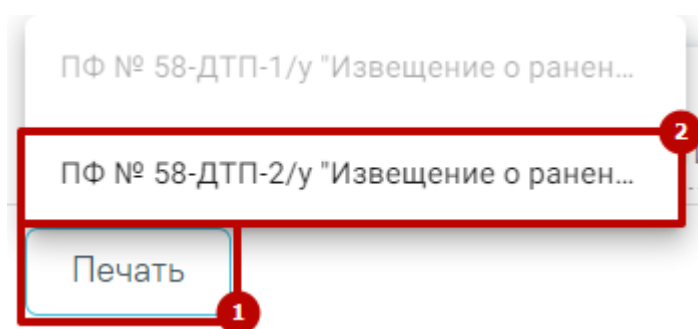 ПФ № 58-ДТП-1/у "Извещение о ранен...
2
ПФ № 58-ДТП-2/у "Извещение о ранен...
Печать
1